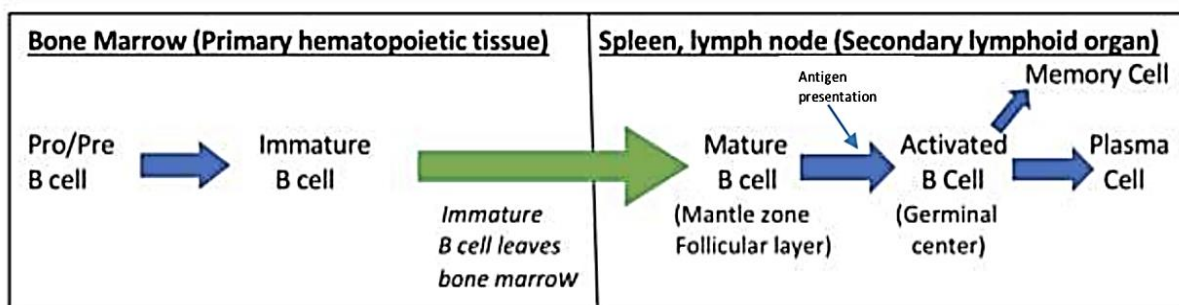 Bone Marrow (Primary hematopoietic tissue)
Pro/Pre
B cell
Immature
B cell
Immature
B cell leaves
bone marrow
Spleen, lymph node (Secondary lymphoid organ)
Mature
B cell
(Mantle zone
Follicular layer)
Antigen
presentation
Activated
B Cell
(Germinal
center)
Memory Cell
Plasma
Cell